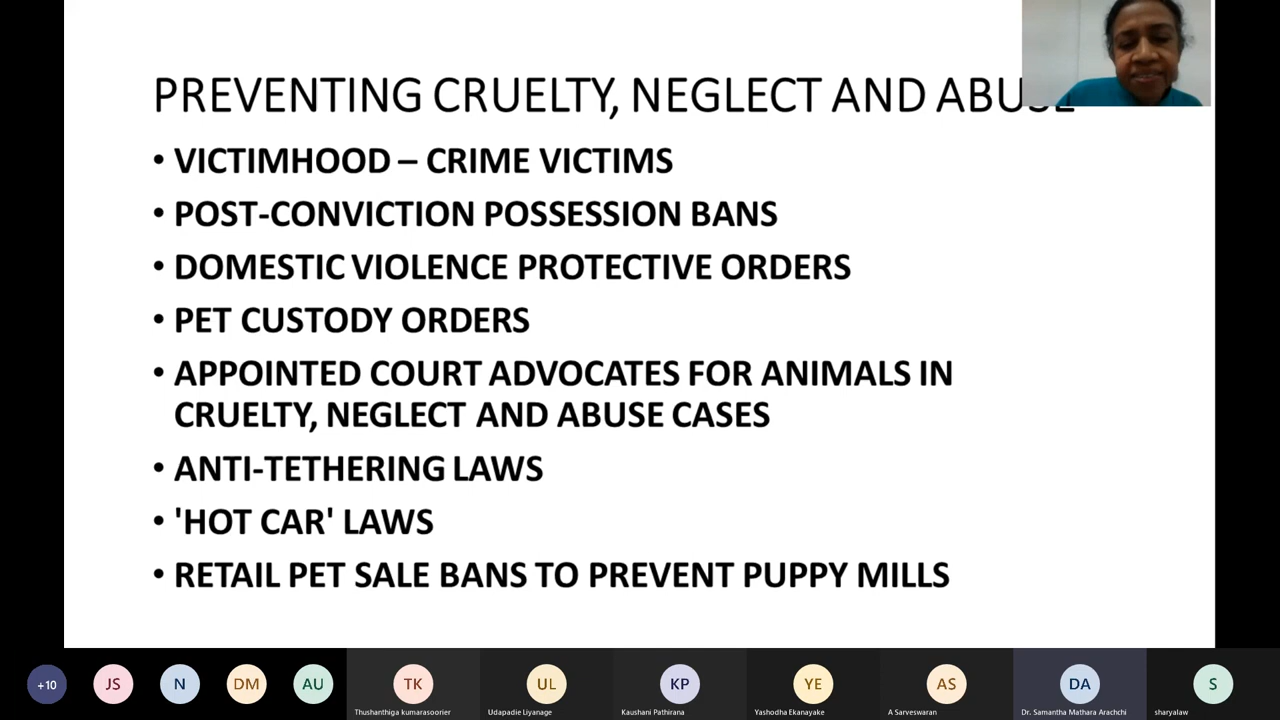 PREVENTING CRUELTY, NEGLECT AND ABUSE
• VICTIMHOOD – CRIME VICTIMS
• POST-CONVICTION POSSESSION BANS
• DOMESTIC VIOLENCE PROTECTIVE ORDERS
• PET CUSTODY ORDERS
• APPOINTED COURT ADVOCATES FOR ANIMALS IN
CRUELTY, NEGLECT AND ABUSE CASES
• ANTI-TETHERING LAWS
• 'HOT CAR' LAWS
• RETAIL PET SALE BANS TO PREVENT PUPPY MILLS
+10 JS N DM AU TK UL KP YE AS DA S
Thushanthiga kumarasoorier Udapadie Liyanage Kaushani Pathirana Yashodha Ekanayake A Sarveswaran Dr. Samantha Mathara Arachchi sharyalaw